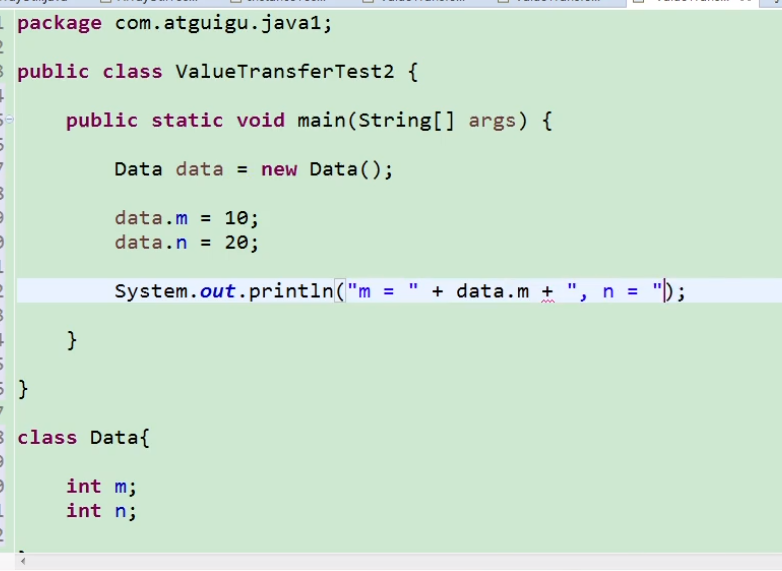 package com.atguigu.java1;
public class ValueTransferTest2 {
public static void main(String[] args) {
Data data = new Data();
data.m = 10;
data.n = 20;
System.out.println("m = " + data.m + ", n = ");
}
}
class Data{
int m;
int n;